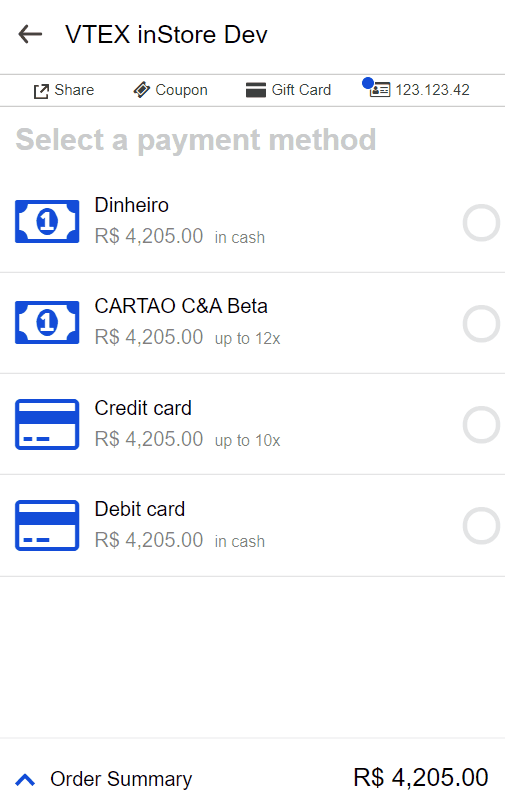 VTEX inStore Dev
Share Coupon Gift Card 123.123.42
Select a payment method
Dinheiro
1
R$ 4,205.00 in cash
CARTAO C&A Beta
1
R$ 4,205.00 up to 12x
Credit card
R$ 4,205.00 up to 10x
Debit card
R$ 4,205.00 in cash
Order Summary R$ 4,205.00